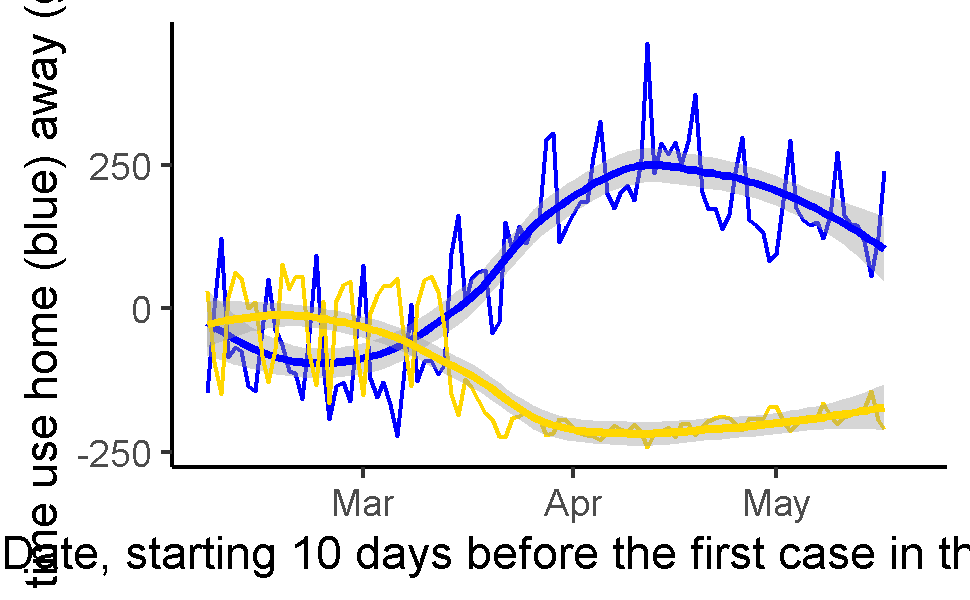 time use home (blue) away (
250
0
-250
Mar Apr May
Date, starting 10 days before the first case in th